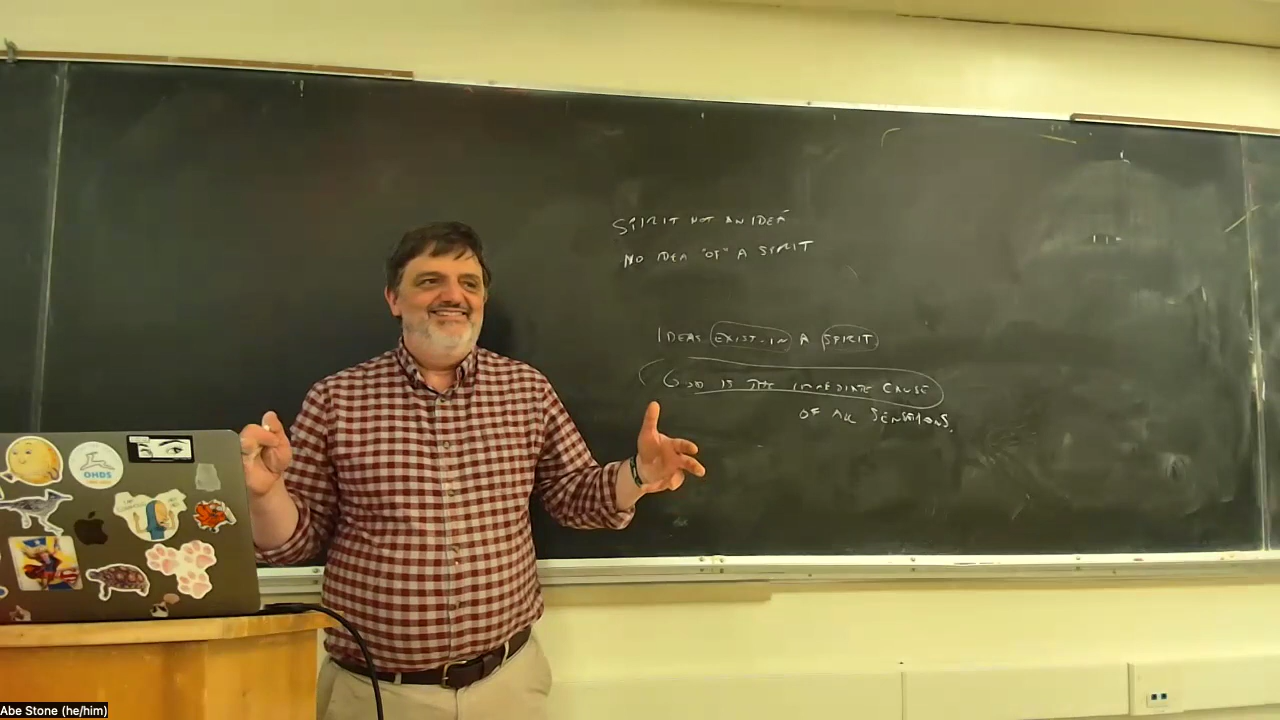 SPIRIT NOT AN IDEA
NO IDEA "OF" A SPIRIT
IDEAS EXIST-IN A SPIRIT
GOD IS THE IMMEDIATE CAUSE
OF ALL SENSATIONS.
OHDS
Abe Stone (he/him)